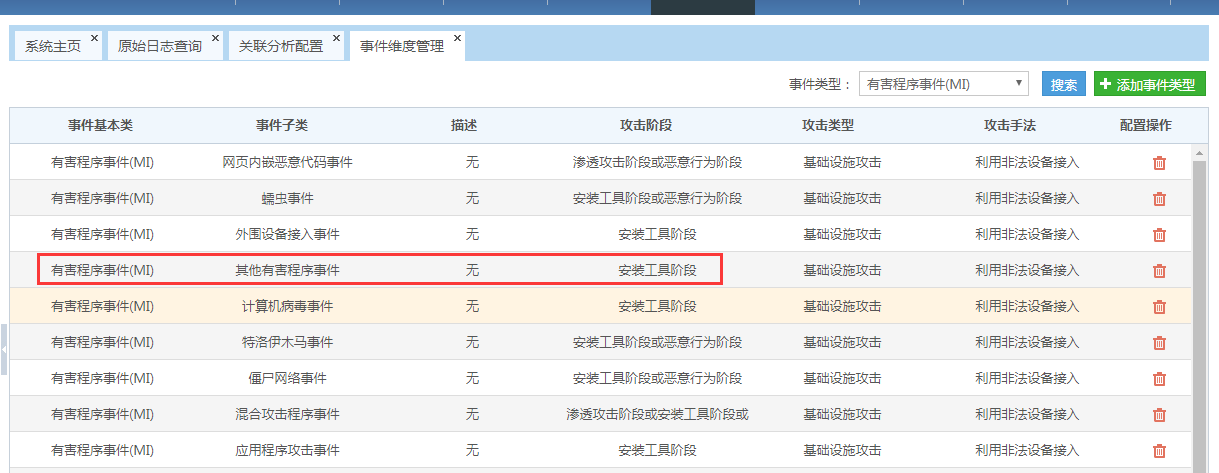 系统主页 原始日志查询 关联分析配置 事件维度管理
事件类型： 有害程序事件(MI) 搜索 添加事件类型
事件基本类 事件子类 描述 攻击阶段 攻击类型 攻击手法 配置操作
有害程序事件(MI) 网页内嵌恶意代码事件 无 渗透攻击阶段或恶意行为阶段 基础设施攻击 利用非法设备接入
有害程序事件(MI) 蠕虫事件 无 安装工具阶段或恶意行为阶段 基础设施攻击 利用非法设备接入
有害程序事件(MI) 外围设备接入事件 无 安装工具阶段 基础设施攻击 利用非法设备接入
有害程序事件(MI) 其他有害程序事件 无 安装工具阶段 基础设施攻击 利用非法设备接入
有害程序事件(MI) 计算机病毒事件 无 安装工具阶段 基础设施攻击 利用非法设备接入
有害程序事件(MI) 特洛伊木马事件 无 安装工具阶段或恶意行为阶段 基础设施攻击 利用非法设备接入
有害程序事件(MI) 僵尸网络事件 无 安装工具阶段或恶意行为阶段 基础设施攻击 利用非法设备接入
有害程序事件(MI) 混合攻击程序事件 无 渗透攻击阶段或安装工具阶段或 基础设施攻击 利用非法设备接入
有害程序事件(MI) 应用程序攻击事件 无 安装工具阶段 基础设施攻击 利用非法设备接入